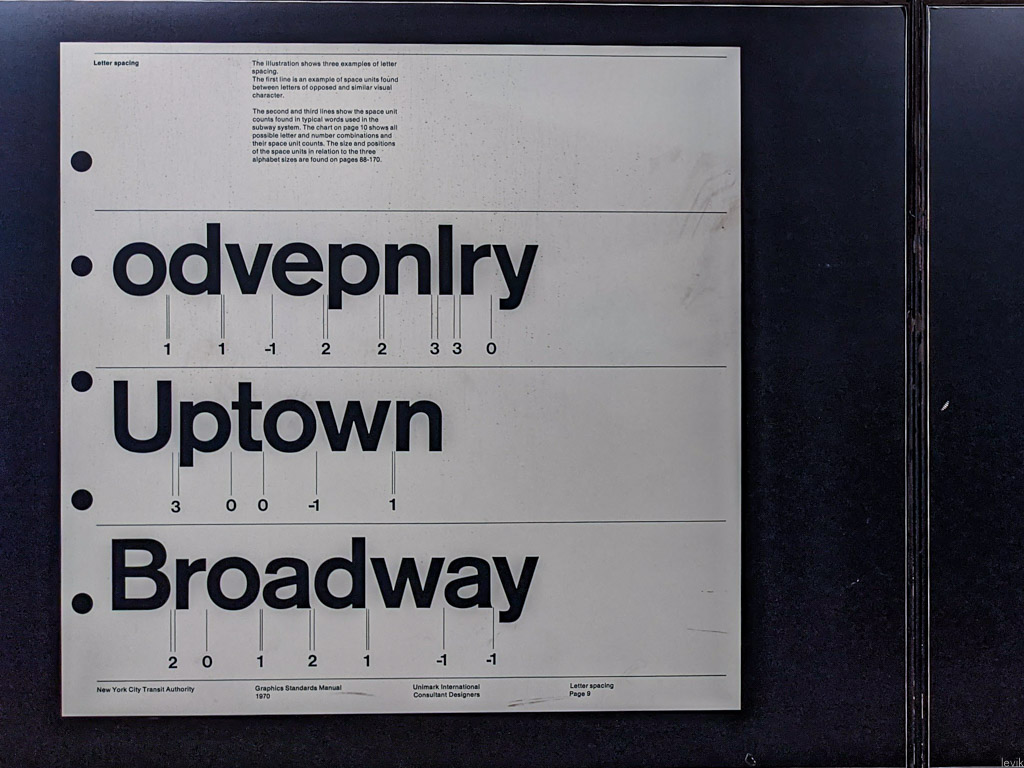 Letter spacing
The illustration shows three examples of letter
spacing.
The first line is an example of space units found
between letters of opposed and similar visual
character.
The second and third lines show the space unit
counts found in typical words used in the
subway system. The chart on page 10 shows all
possible letter and number combinations and
their space unit counts. The size and positions
of the space units in relation to the three
alphabet sizes are found on pages 88-170.
odvepnlry
1 1 -1 2 2 3 3 0
Uptown
3 0 0 -1 1
Broadway
2 0 1 2 1 -1 -1
New York City Transit Authority
Graphics Standards Manual
1970
Unimark International
Consultant Designers
Letter spacing
Page 9
levik